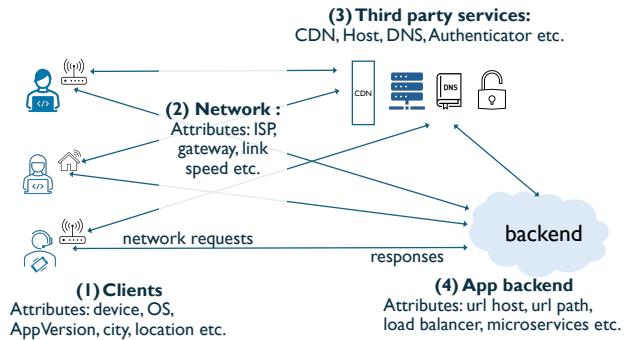 (3) Third party services:
CDN, Host, DNS, Authenticator etc.
CDN
DNS
(2) Network :
Attributes: ISP,
gateway, link
speed etc.
backend
network requests
responses
(1) Clients
Attributes: device, OS,
AppVersion, city, location etc.
(4) App backend
Attributes: url host, url path,
load balancer, microservices etc.